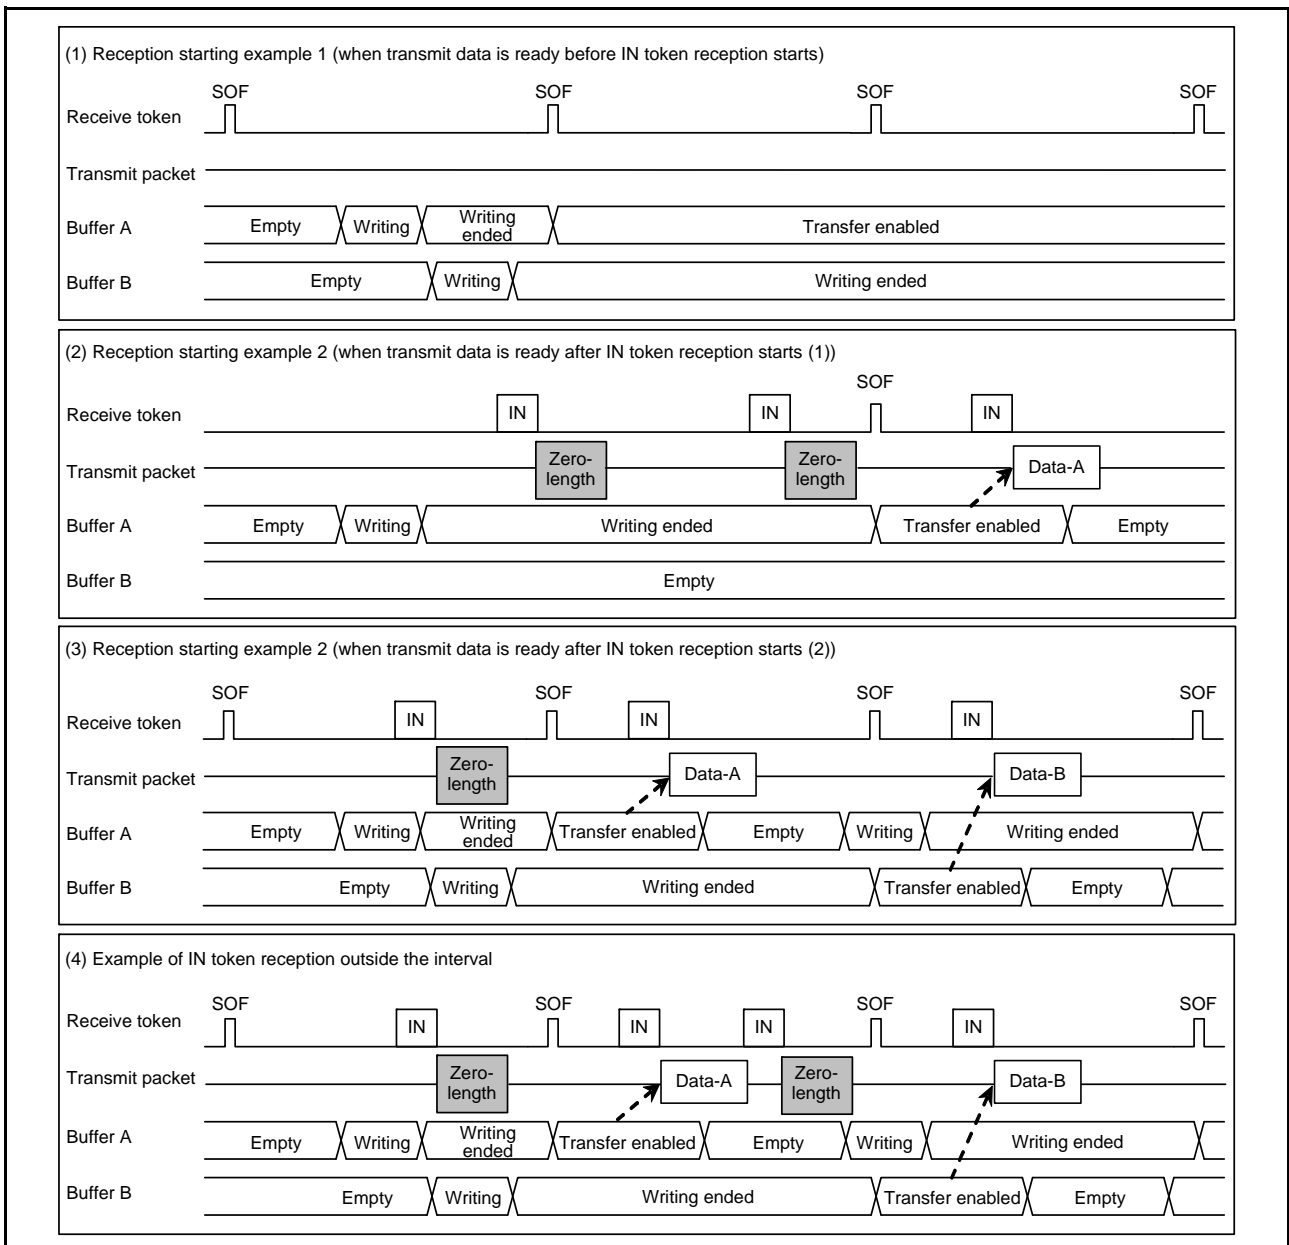 (1) Reception starting example 1 (when transmit data is ready before IN token reception starts)
SOF SOF SOF SOF
Receive token
Transmit packet
Buffer A Empty Writing Writing ended Transfer enabled
Buffer B Empty Writing Writing ended
(2) Reception starting example 2 (when transmit data is ready after IN token reception starts (1))
SOF
Receive token IN IN IN
Transmit packet Zero-length Zero-length Data-A
Buffer A Empty Writing Writing ended Transfer enabled Empty
Buffer B Empty
(3) Reception starting example 2 (when transmit data is ready after IN token reception starts (2))
SOF SOF SOF SOF
Receive token IN IN IN
Transmit packet Zero-length Data-A Data-B
Buffer A Empty Writing Writing ended Transfer enabled Empty Writing Writing ended
Buffer B Empty Writing Writing ended Transfer enabled Empty
(4) Example of IN token reception outside the interval
SOF SOF SOF SOF
Receive token IN IN IN IN
Transmit packet Zero-length Data-A Zero-length Data-B
Buffer A Empty Writing Writing ended Transfer enabled Empty Writing Writing ended
Buffer B Empty Writing Writing ended Transfer enabled Empty